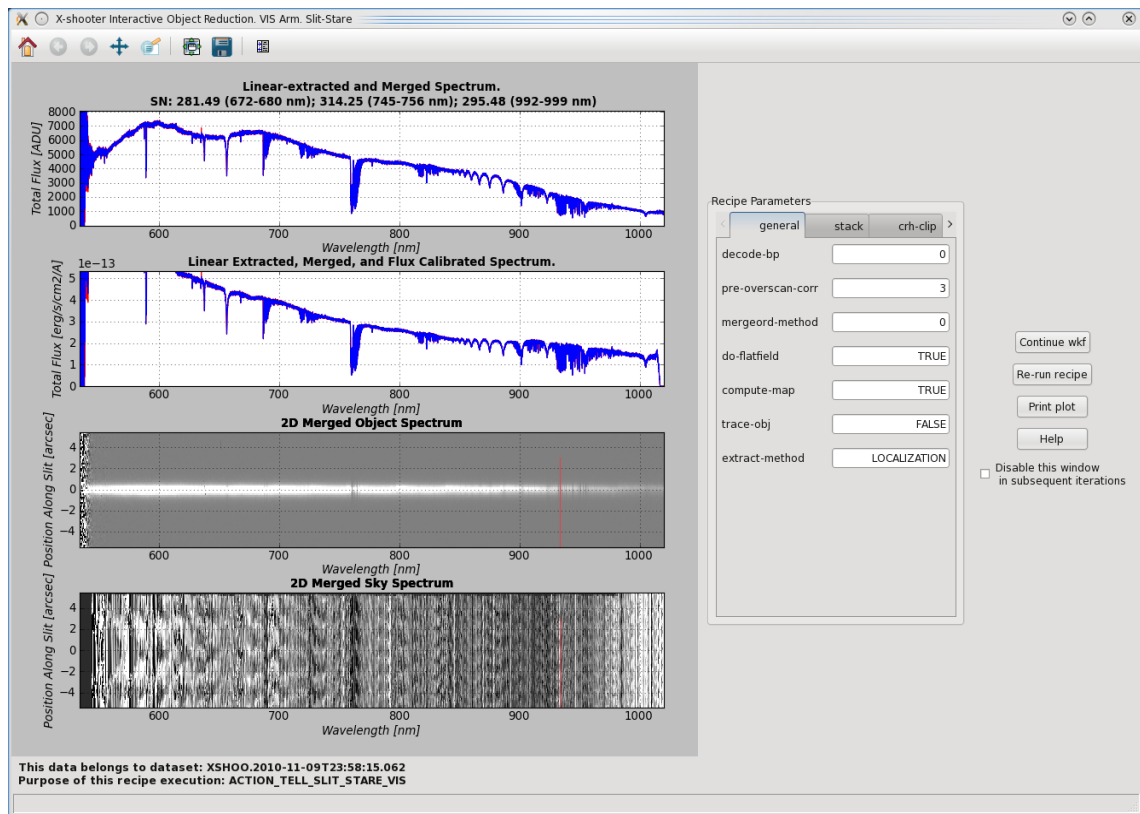 X-shooter Interactive Object Reduction. VIS Arm. Slit-Stare
Linear-extracted and Merged Spectrum.
SN: 281.49 (672-680 nm); 314.25 (745-756 nm); 295.48 (992-999 nm)
Total Flux [ADU]
8000
7000
6000
5000
4000
3000
2000
1000
0
600 700 800 900 1000
Wavelength [nm]
Linear Extracted, Merged, and Flux Calibrated Spectrum.
1e−13
Total Flux [erg/s/cm2/A]
5
4
3
2
1
0
600 700 800 900 1000
Wavelength [nm]
2D Merged Object Spectrum
Position Along Slit [arcsec]
4
2
0
−2
−4
600 700 800 900 1000
Wavelength [nm]
2D Merged Sky Spectrum
Position Along Slit [arcsec]
4
2
0
−2
−4
600 700 800 900 1000
Wavelength [nm]
Recipe Parameters
general stack crh-clip
decode-bp 0
pre-overscan-corr 3
mergeord-method 0
do-flatfield TRUE
compute-map TRUE
trace-obj FALSE
extract-method LOCALIZATION
Continue wkf
Re-run recipe
Print plot
Help
Disable this window
in subsequent iterations
This data belongs to dataset: XSHOO.2010-11-09T23:58:15.062
Purpose of this recipe execution: ACTION_TELL_SLIT_STARE_VIS